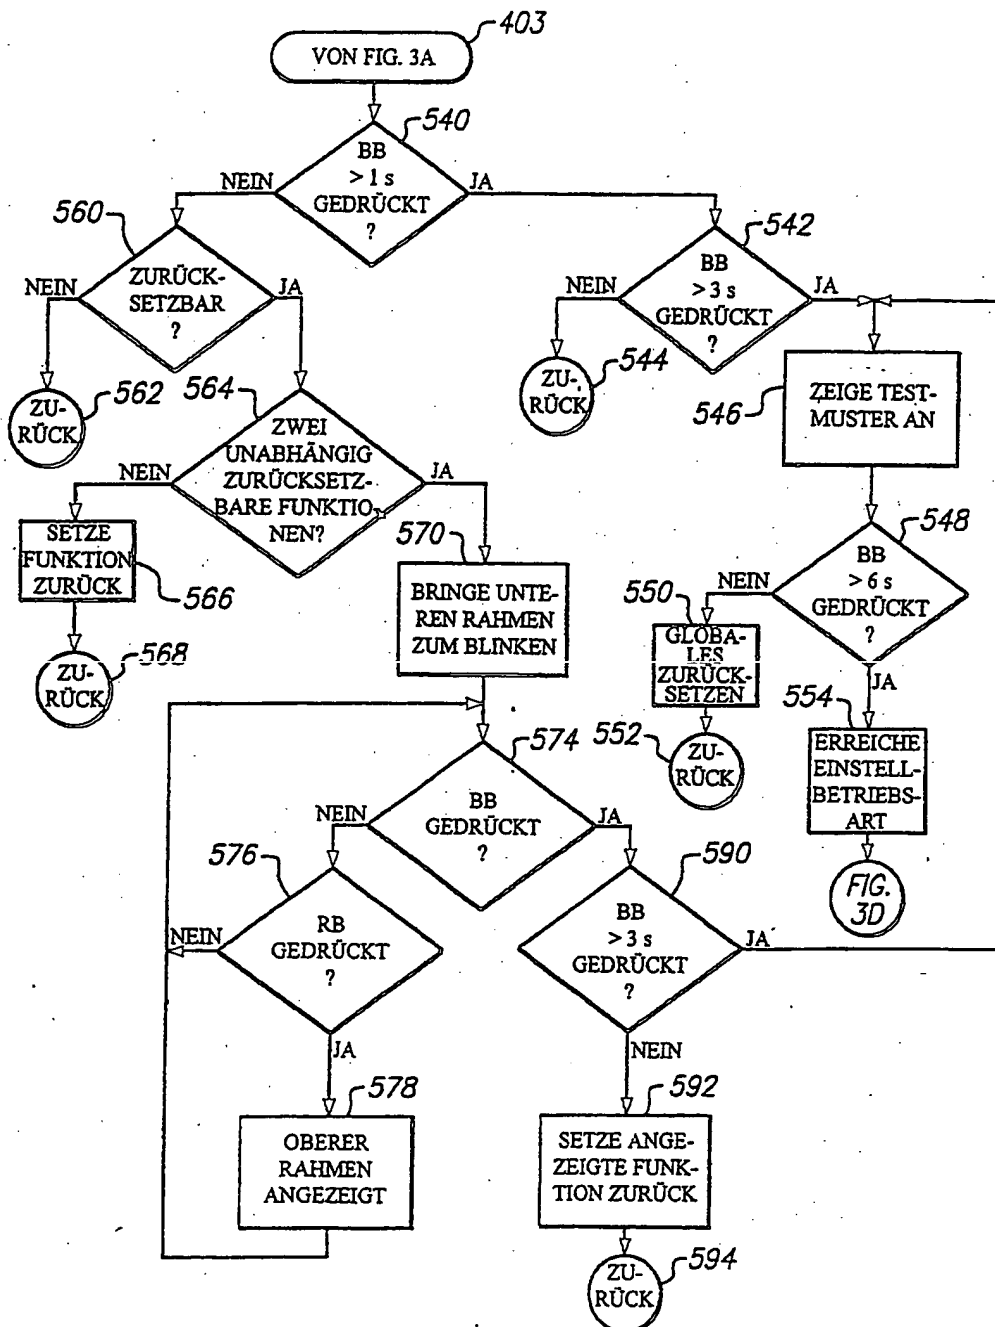 403
VON FIG. 3A
540
BB
> 1 s
GEDRÜCKT
?
NEIN
JA
560
ZURÜCK-
SETZBAR
?
NEIN
JA
542
BB
> 3 s
GEDRÜCKT
?
NEIN
JA
562
ZU-
RÜCK
544
ZU-
RÜCK
546
ZEIGE TEST-
MUSTER AN
564
ZWEI
UNABHÄNGIG
ZURÜCKSETZ-
BARE FUNKTIO-
NEN?
NEIN
JA
566
SETZE
FUNKTION
ZURÜCK
568
ZU-
RÜCK
570
BRINGE UNTE-
REN RAHMEN
ZUM BLINKEN
548
BB
> 6 s
GEDRÜCKT
?
NEIN
JA
550
GLOBA-
LES
ZURÜCK-
SETZEN
552
ZU-
RÜCK
554
ERREICHE
EINSTELL-
BETRIEBS-
ART
FIG.
3D
574
BB
GEDRÜCKT
?
NEIN
JA
576
RB
GEDRÜCKT
?
NEIN
JA
590
BB
> 3 s
GEDRÜCKT
?
JA
NEIN
578
OBERER
RAHMEN
ANGEZEIGT
592
SETZE ANGE-
ZEIGTE FUNK-
TION ZURÜCK
594
ZU-
RÜCK